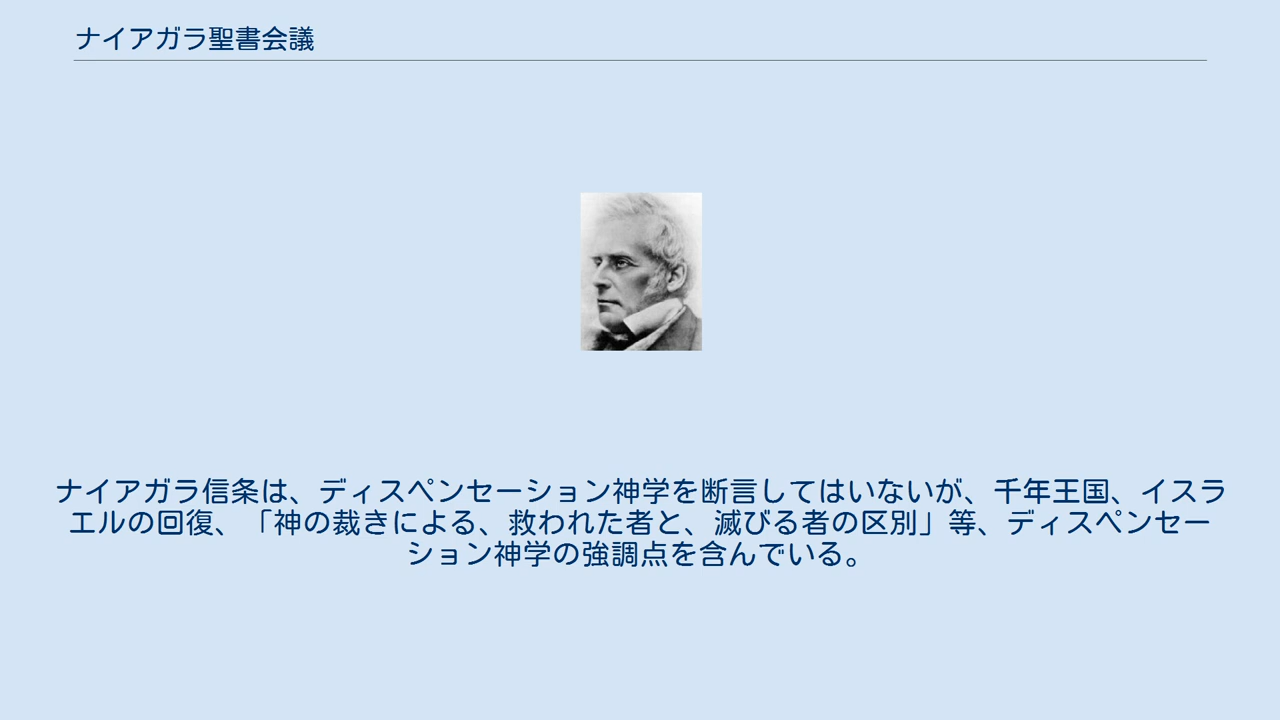 ナイアガラ聖書会議
ナイアガラ信条は、ディスペンセーション神学を断言してはいないが、千年王国、イスラ
エルの回復、「神の裁きによる、救われた者と、滅びる者の区別」等、ディスペンセー
ション神学の強調点を含んでいる。